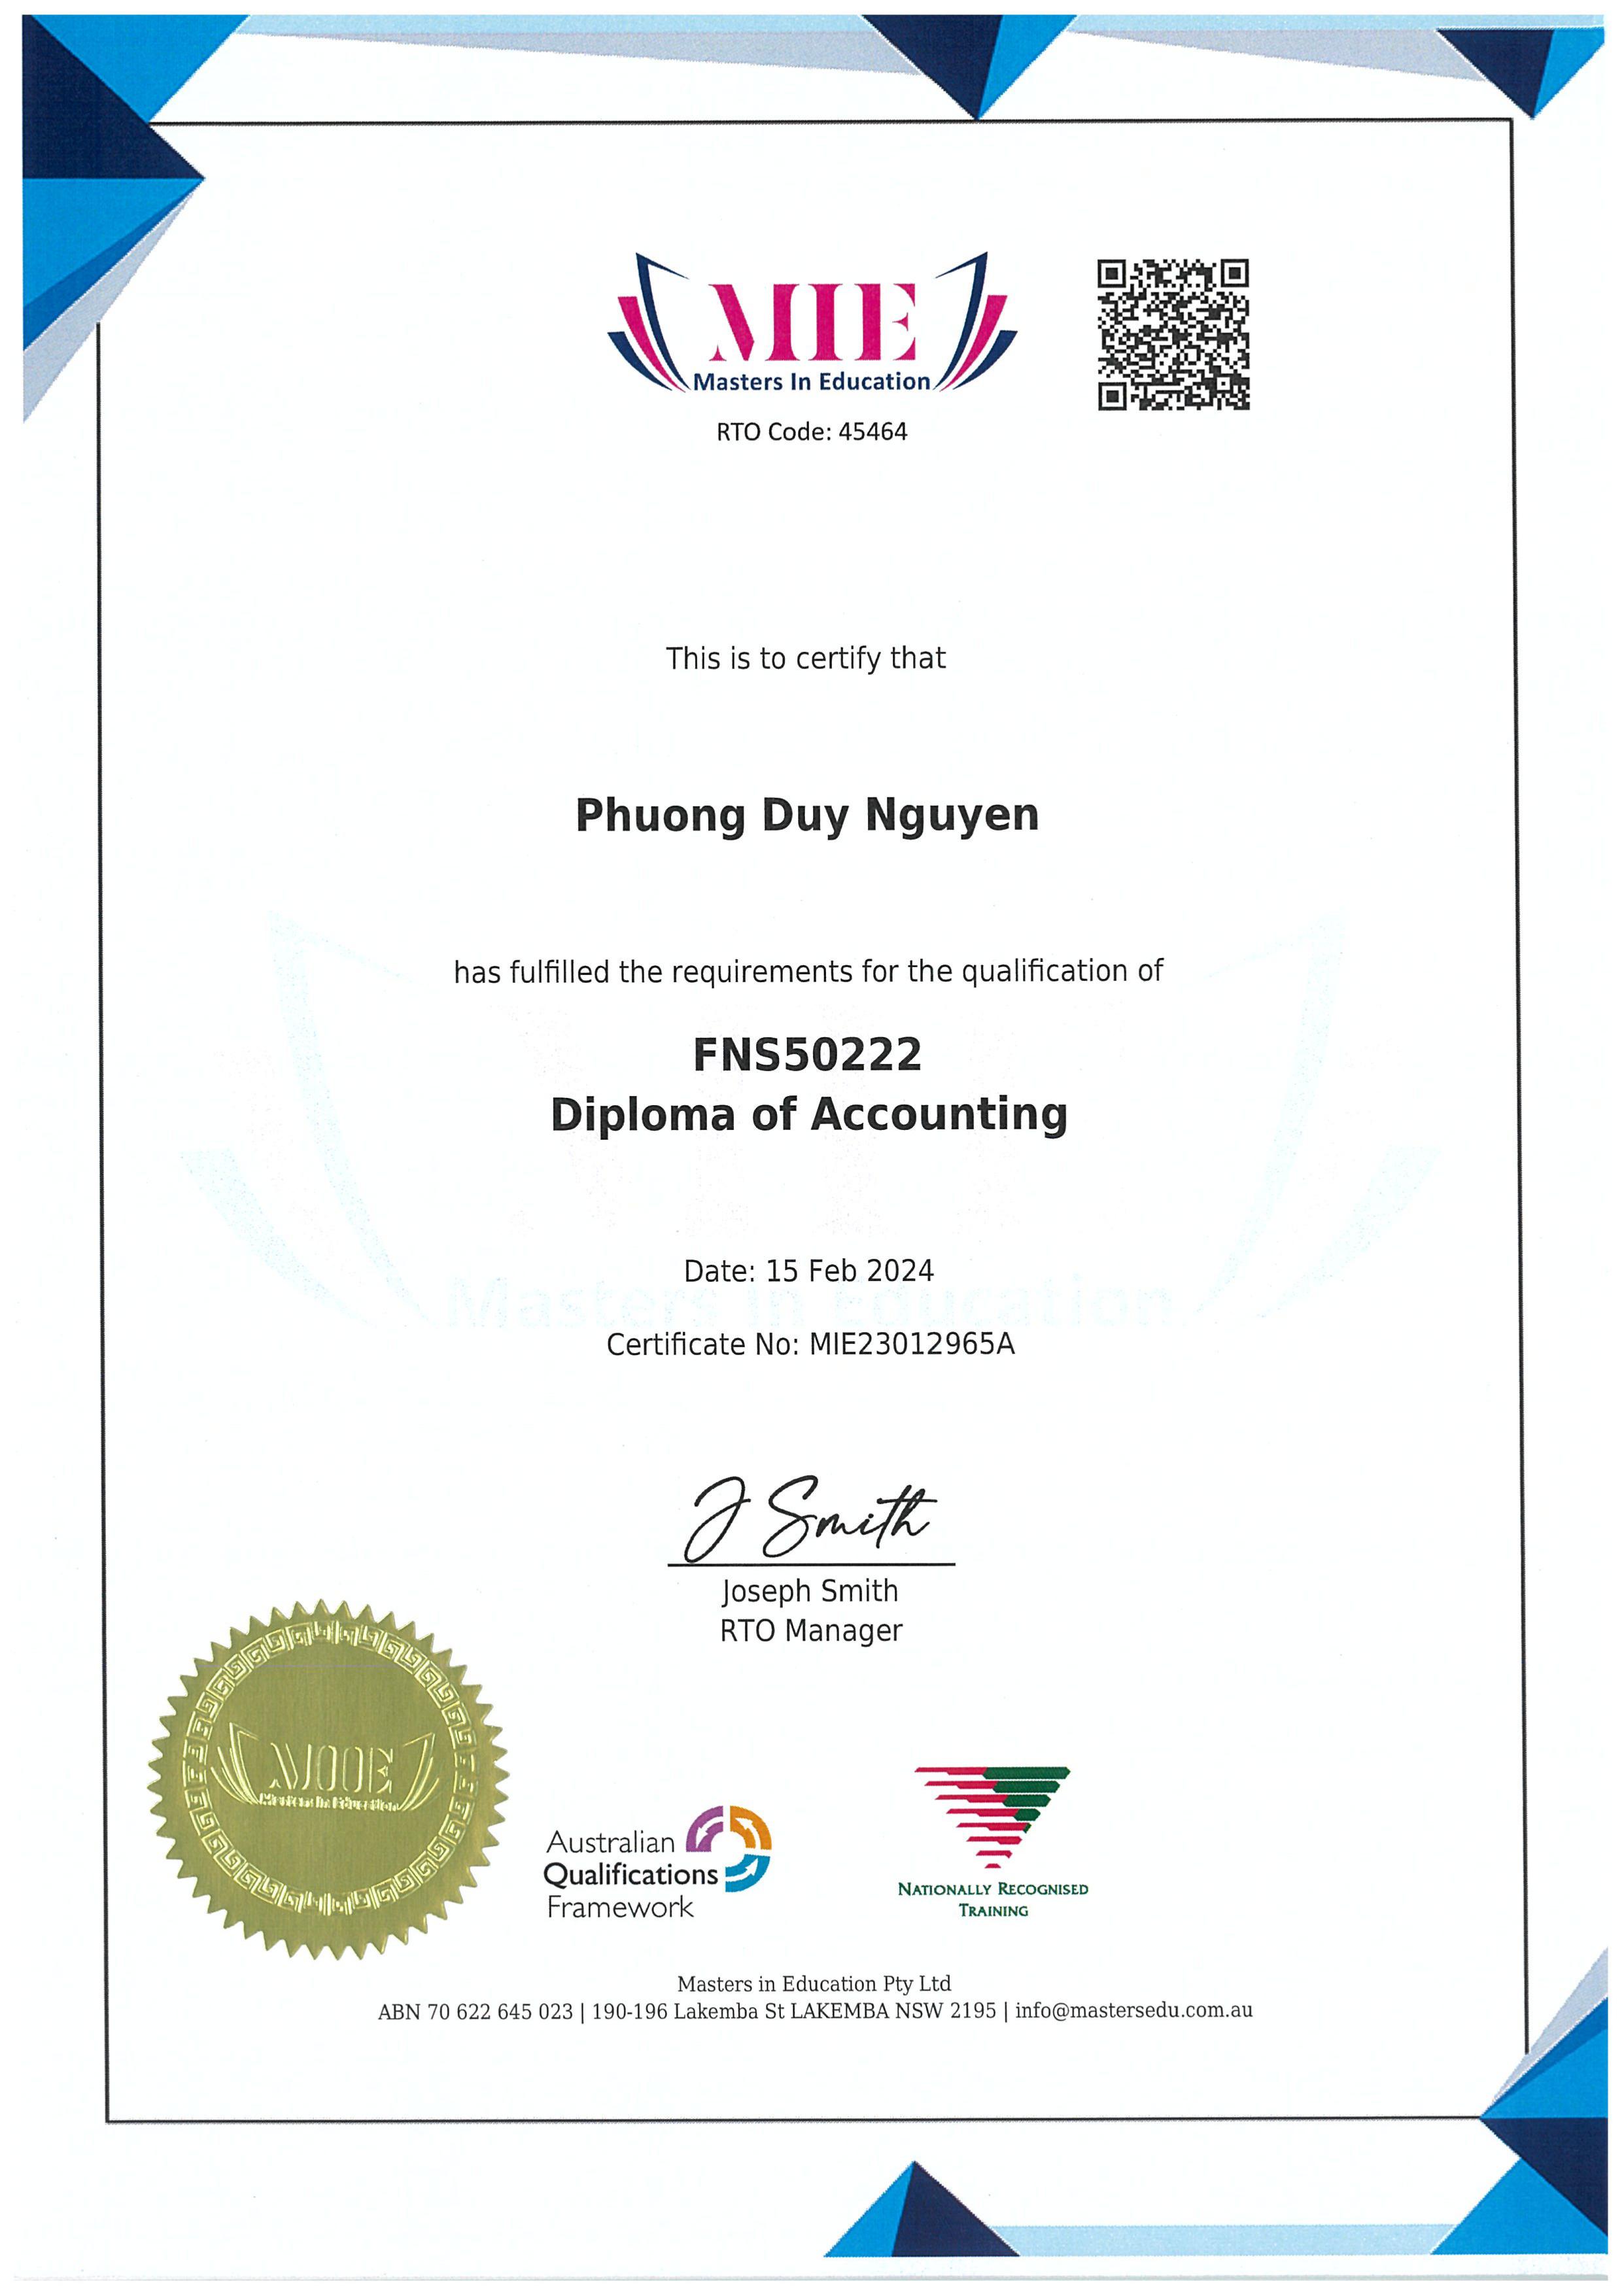 MIE
Masters In Education
RTO Code: 45464
This is to certify that
Phuong Duy Nguyen
has fulfilled the requirements for the qualification of
FNS50222
Diploma of Accounting
Date: 15 Feb 2024
Masters In Education
Certificate No: MIE23012965A
J Smith
Joseph Smith
RTO Manager
MIE
Masters In Education
Australian
Qualifications
Framework
NATIONALLY RECOGNISED
TRAINING
Masters in Education Pty Ltd
ABN 70 622 645 023 | 190-196 Lakemba St LAKEMBA NSW 2195 | info@mastersedu.com.au